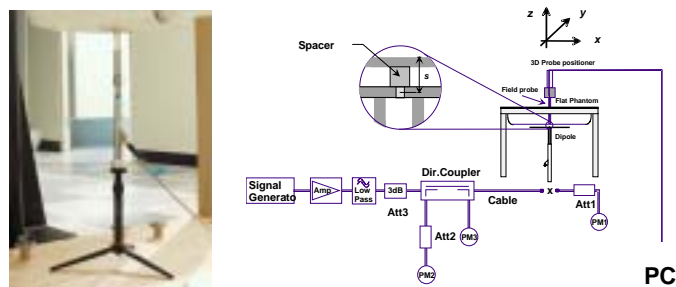 z
y
x
Spacer
s
3D Probe positioner
Field probe
Flat Phantom
Dipole
Signal
Generato
Amp
Low
Pass
3dB
Att3
Dir.Coupler
Cable
x
Att1
PM1
Att2
PM3
PM2
PC